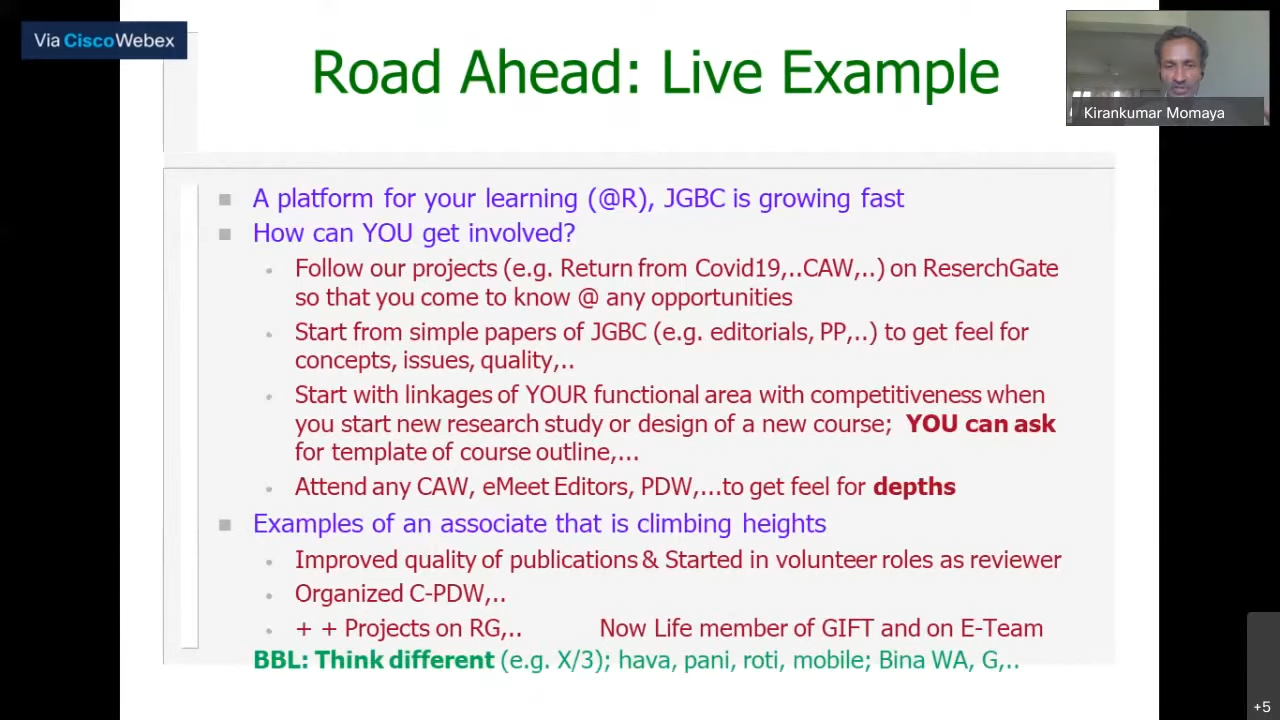 Via CiscoWebex
Road Ahead: Live Example
Kirankumar Momaya
A platform for your learning (@R), JGBC is growing fast
How can YOU get involved?
Follow our projects (e.g. Return from Covid19,..CAW,..) on ReserchGate
so that you come to know @ any opportunities
Start from simple papers of JGBC (e.g. editorials, PP,..) to get feel for
concepts, issues, quality,..
Start with linkages of YOUR functional area with competitiveness when
you start new research study or design of a new course; YOU can ask
for template of course outline,...
Attend any CAW, eMeet Editors, PDW,...to get feel for depths
Examples of an associate that is climbing heights
Improved quality of publications & Started in volunteer roles as reviewer
Organized C-PDW,..
+ + Projects on RG,.. Now Life member of GIFT and on E-Team
BBL: Think different (e.g. X/3); hava, pani, roti, mobile; Bina WA, G,..
+5